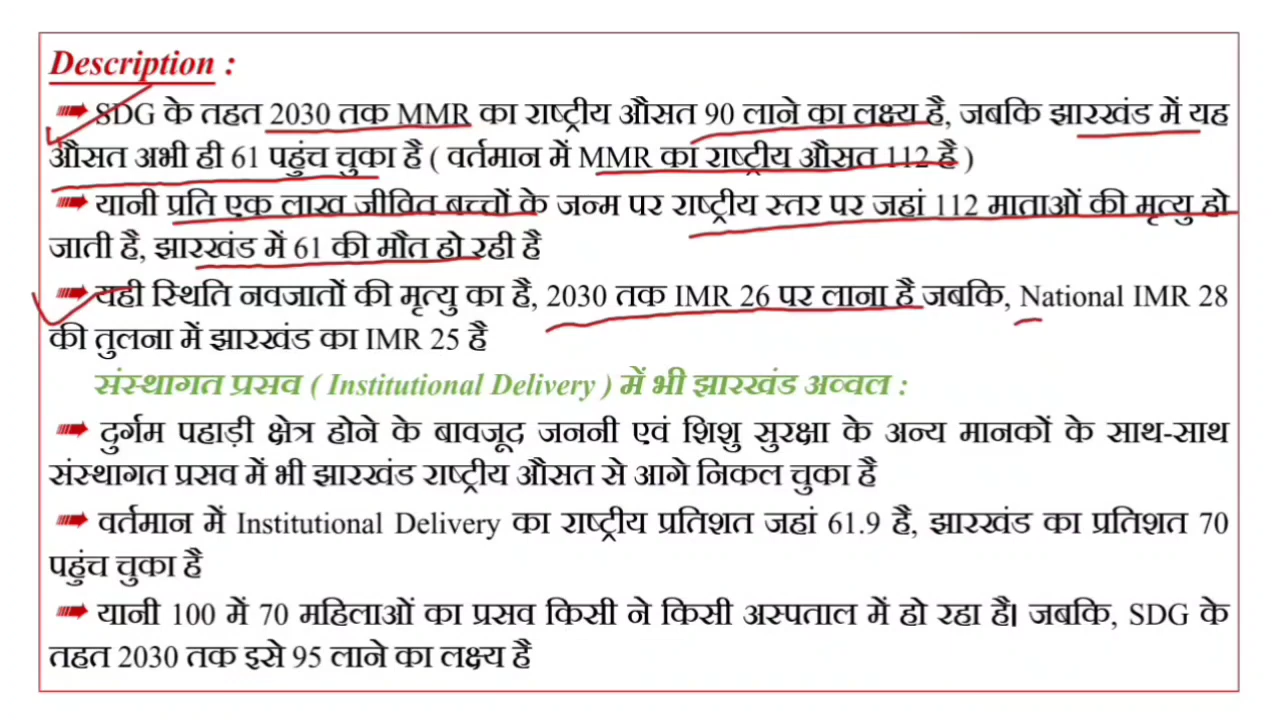 Description :
➠ SDG के तहत 2030 तक MMR का राष्ट्रीय औसत 90 लाने का लक्ष्य है, जबकि झारखंड में यह
औसत अभी ही 61 पहुंच चुका है ( वर्तमान में MMR का राष्ट्रीय औसत 112 है )
➠ यानी प्रति एक लाख जीवित बच्चों के जन्म पर राष्ट्रीय स्तर पर जहां 112 माताओं की मृत्यु हो
जाती है, झारखंड में 61 की मौत हो रही है
➠ यही स्थिति नवजातों की मृत्यु का है, 2030 तक IMR 26 पर लाना है जबकि, National IMR 28
की तुलना में झारखंड का IMR 25 है
संस्थागत प्रसव ( Institutional Delivery ) में भी झारखंड अव्वल :
➠ दुर्गम पहाड़ी क्षेत्र होने के बावजूद जननी एवं शिशु सुरक्षा के अन्य मानकों के साथ-साथ
संस्थागत प्रसव में भी झारखंड राष्ट्रीय औसत से आगे निकल चुका है
➠ वर्तमान में Institutional Delivery का राष्ट्रीय प्रतिशत जहां 61.9 है, झारखंड का प्रतिशत 70
पहुंच चुका है
➠ यानी 100 में 70 महिलाओं का प्रसव किसी ने किसी अस्पताल में हो रहा है। जबकि, SDG के
तहत 2030 तक इसे 95 लाने का लक्ष्य है